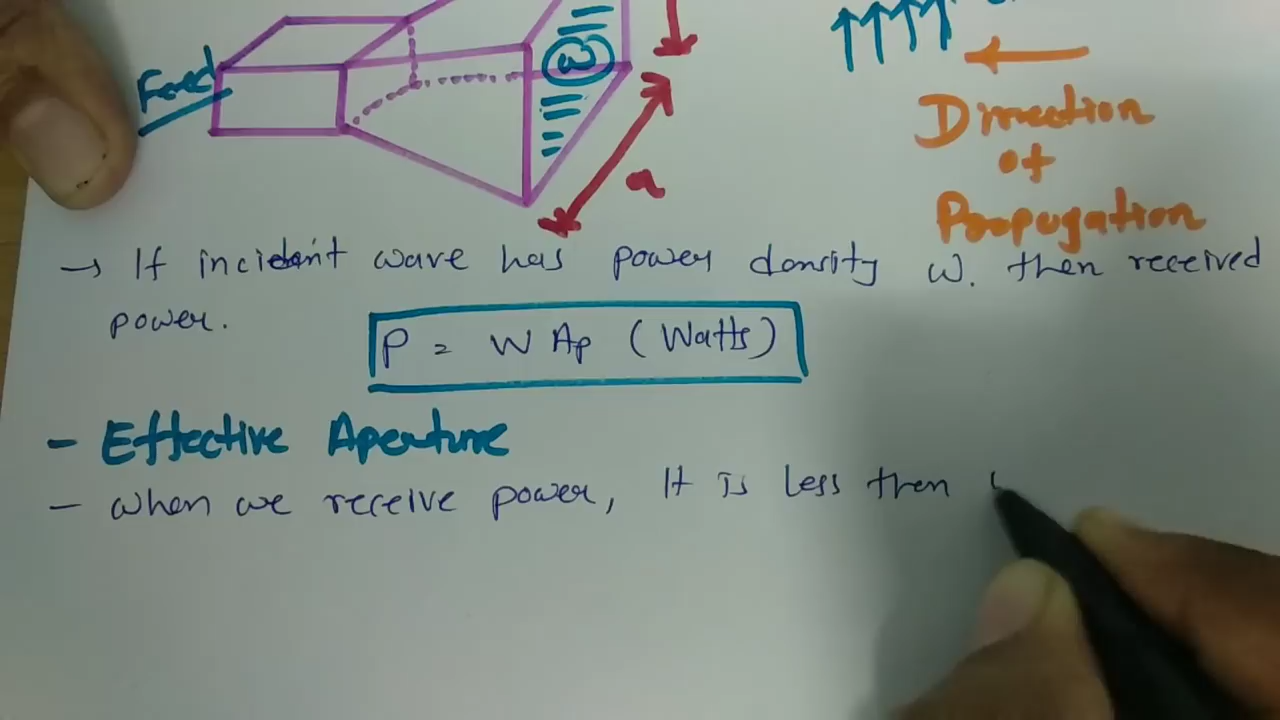 Feed
W
a
Direction
of
Propugation
→ If incident wave has power density W. then received
power.
P = W Ap (Watts)
- Effective Aperture
- When we receive power, It is less then